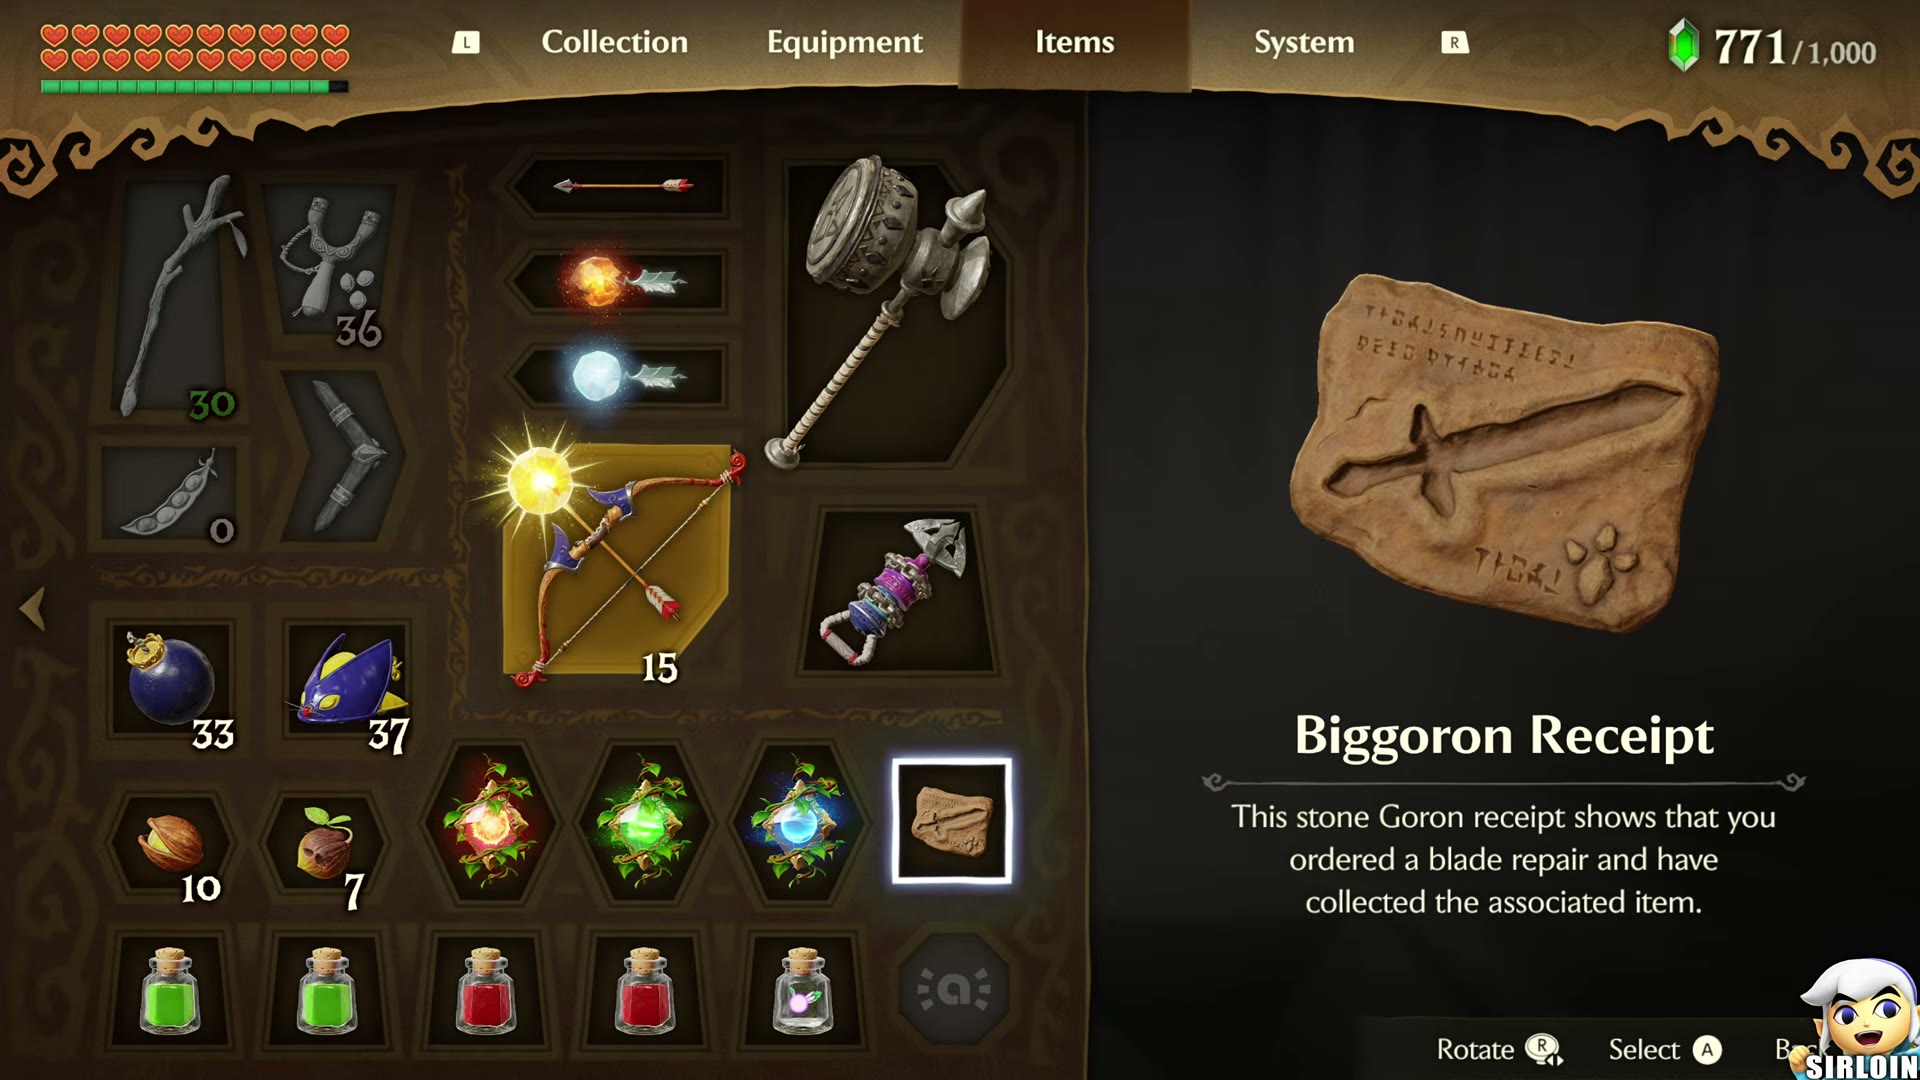 L Collection Equipment Items System R 771/1,000
36
30
0
15
33
37
10
7
Biggoron Receipt
This stone Goron receipt shows that you
ordered a blade repair and have
collected the associated item.
a
Rotate R Select A
SIRLOIN